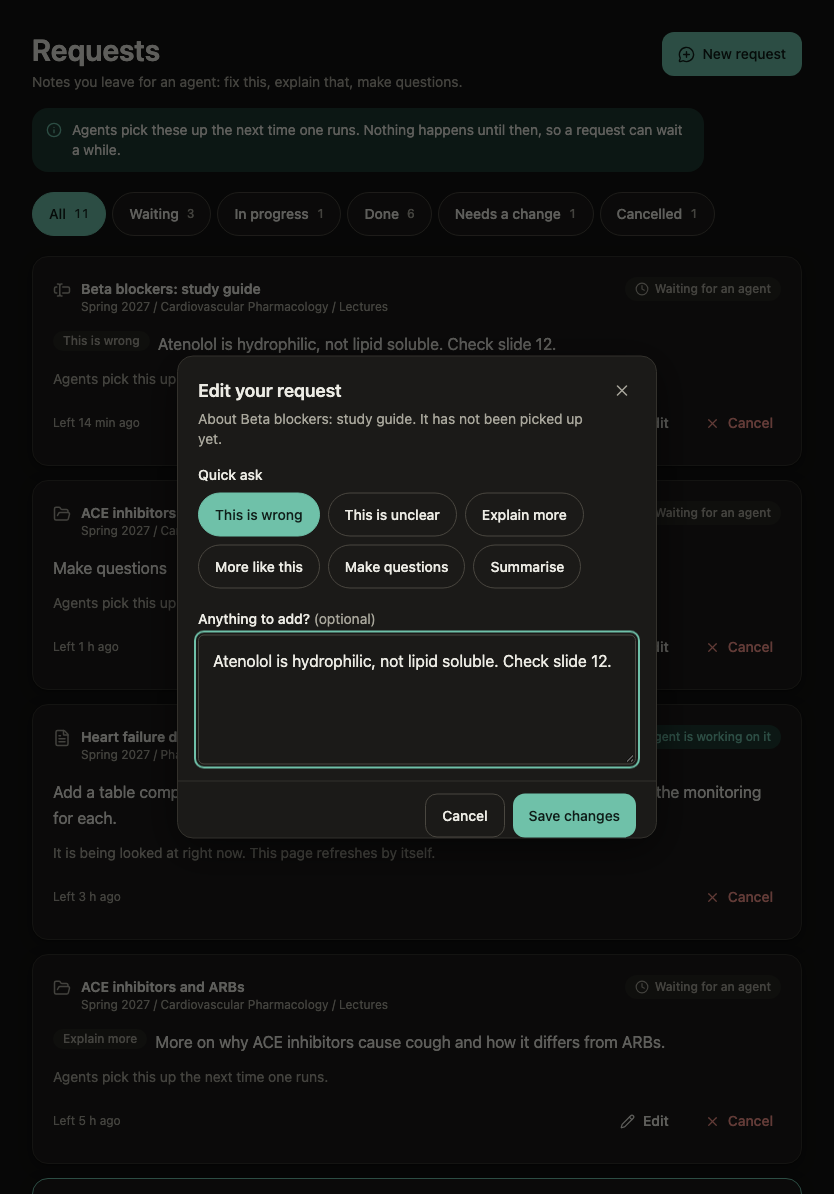 Requests
New request
Notes you leave for an agent: fix this, explain that, make questions.
Agents pick these up the next time one runs. Nothing happens until then, so a request can wait
a while.
All 11 Waiting 3 In progress 1 Done 6 Needs a change 1 Cancelled 1
Beta blockers: study guide
Waiting for an agent
Spring 2027 / Cardiovascular Pharmacology / Lectures
This is wrong Atenolol is hydrophilic, not lipid soluble. Check slide 12.
Agents pick this up
Left 14 min ago
Cancel
Edit your request
About Beta blockers: study guide. It has not been picked up
yet.
Quick ask
This is wrong This is unclear Explain more
More like this Make questions Summarise
Anything to add? (optional)
Atenolol is hydrophilic, not lipid soluble. Check slide 12.
Cancel Save changes
ACE inhibitors
Waiting for an agent
Spring 2027 /
Make questions
Agents pick this up
Left 1 h ago
Cancel
Heart failure
agent is working on it
Spring 2027 /
Add a table
the monitoring
for each.
It is being looked at right now. This page refreshes by itself.
Left 3 h ago
Cancel
ACE inhibitors and ARBs
Waiting for an agent
Spring 2027 / Cardiovascular Pharmacology / Lectures
Explain more More on why ACE inhibitors cause cough and how it differs from ARBs.
Agents pick this up the next time one runs.
Left 5 h ago
Edit Cancel